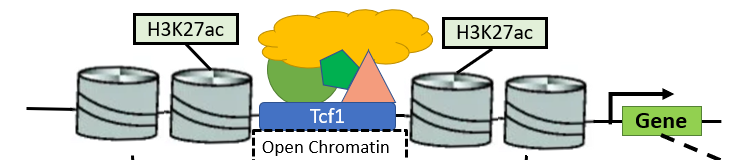 H3K27ac
H3K27ac
Tcf1
Gene
Open Chromatin